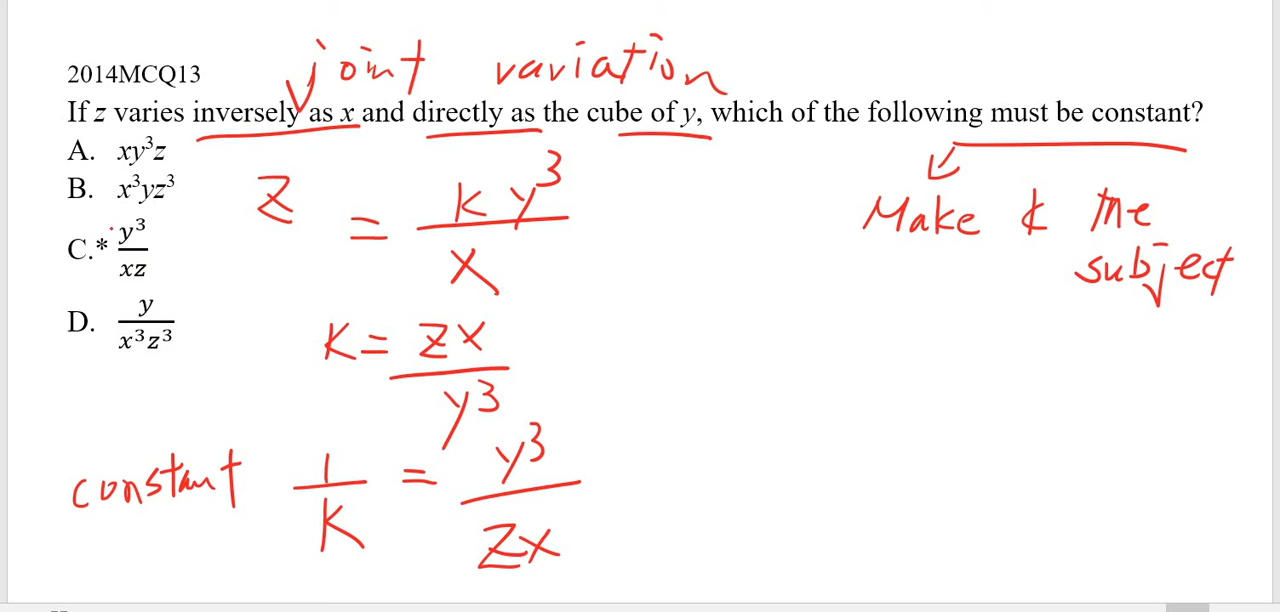 joint variation
2014MCQ13
If z varies inversely as x and directly as the cube of y, which of the following must be constant?
A. xy³z
B. x³yz³
C.* y³/xz
D. y/x³z³
z = ky³/x
Make k the
subject
k = zx/y³
constant 1/k = y³/zx